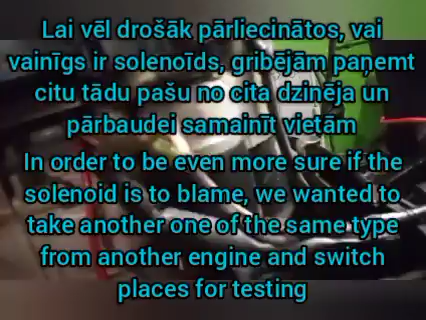 Lai vēl drošāk pārliecinātos, vai
vainīgs ir solenoīds, gribējām paņemt
citu tādu pašu no cita dzinēja un
pārbaudei samainīt vietām
In order to be even more sure if the
solenoid is to blame, we wanted to
take another one of the same type
from another engine and switch
places for testing